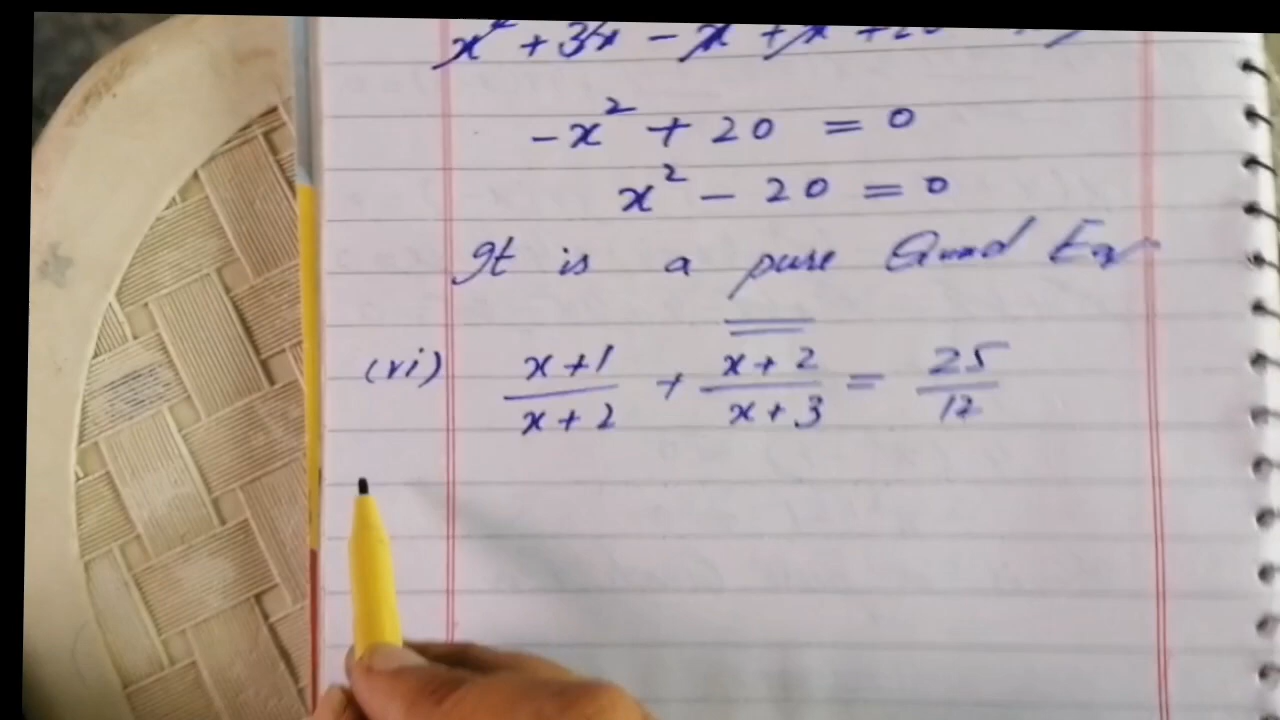 -x² + 20 = 0
x² - 20 = 0
It is a pure Quad Eq
(vi) (x+1)/(x+2) + (x+2)/(x+3) = 25/12